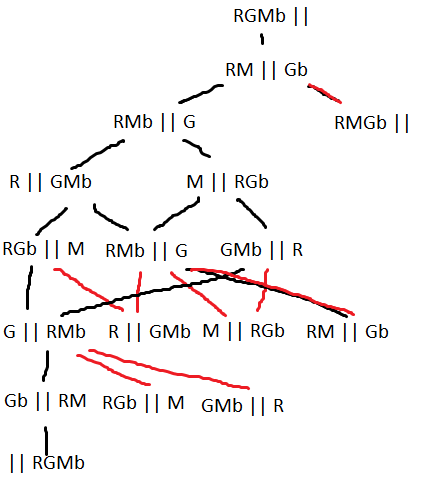 RGMb ||
RM || Gb
RMb || G
RMGb ||
R || GMb
M || RGb
RGb || M
RMb || G
GMb || R
G || RMb
R || GMb
M || RGb
RM || Gb
Gb || RM
RGb || M
GMb || R
|| RGMb